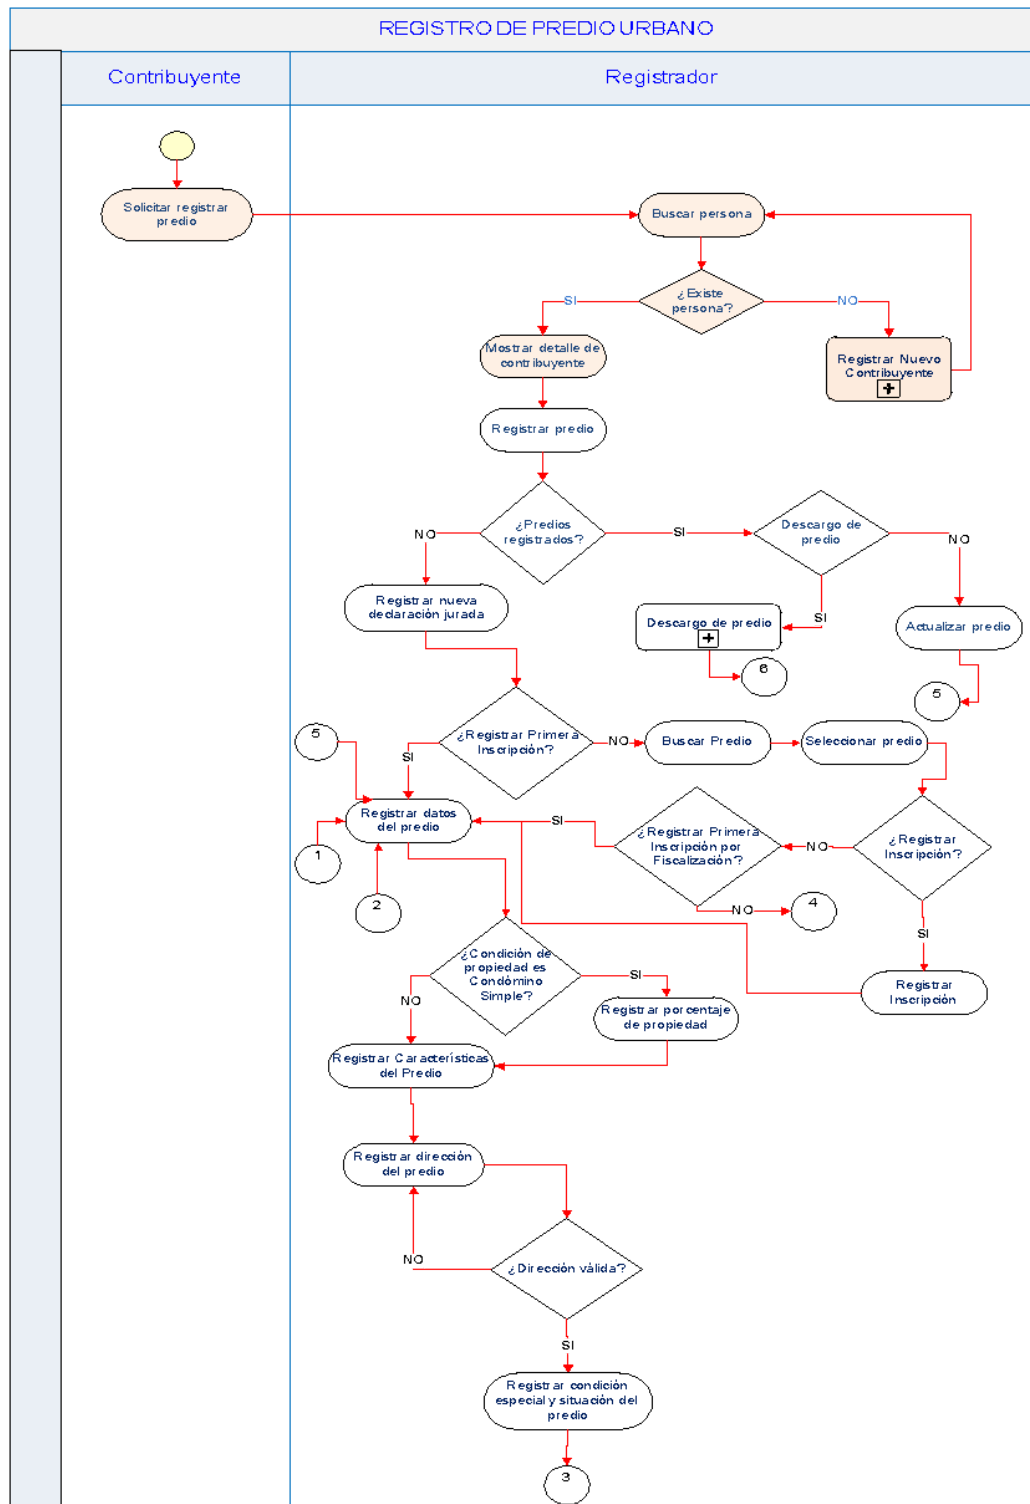 REGISTRO DE PREDIO URBANO
Contribuyente
Registrador
Solicitar registrar
predio
Buscar persona
¿Existe
persona?
SI
NO
Mostrar detalle de
contribuyente
Registrar Nuevo
Contribuyente
Registrar predio
¿Predios
registrados?
NO
SI
Descargo de
predio
NO
SI
Registrar nueva
declaración jurada
Descargo de predio
Actualizar predio
6
5
¿Registrar Primera
Inscripción?
5
SI
NO
Buscar Predio
Seleccionar predio
Registrar datos
del predio
SI
¿Registrar Primera
Inscripción por
Fiscalización?
NO
¿Registrar
Inscripción?
1
2
NO
4
SI
¿Condición de
propiedad es
Condómino
Simple?
NO
SI
Registrar
Inscripción
Registrar porcentaje
de propiedad
Registrar Características
del Predio
Registrar dirección
del predio
NO
¿Dirección válida?
SI
Registrar condición
especial y situación del
predio
3